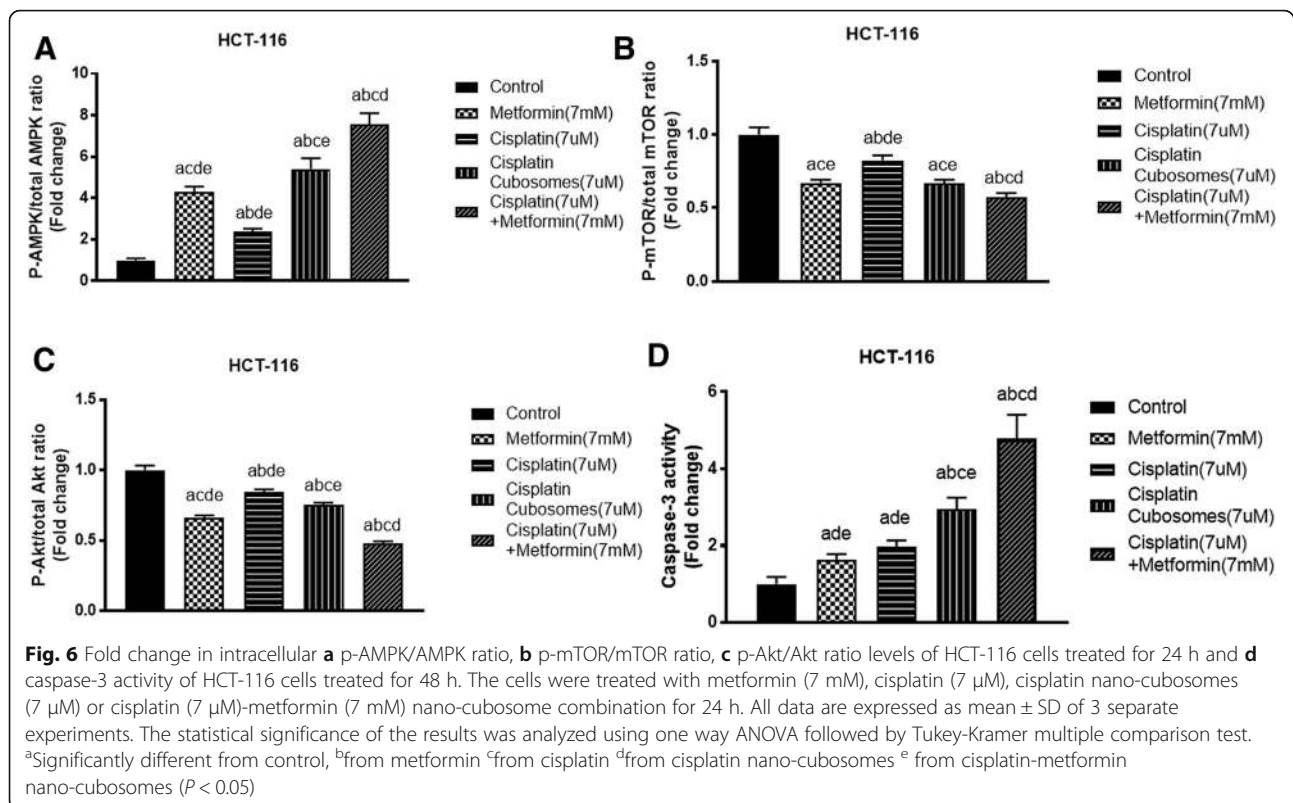 A
HCT-116
P-AMPK/total AMPK ratio
(Fold change)
10
8
6
4
2
0
acde
abde
abce
abcd
Control
Metformin(7mM)
Cisplatin(7uM)
Cisplatin
Cubosomes(7uM)
Cisplatin(7uM)
+Metformin(7mM)
B
HCT-116
P-mTOR/total mTOR ratio
(Fold change)
1.5
1.0
0.5
0.0
ace
abde
ace
abcd
Control
Metformin(7mM)
Cisplatin(7uM)
Cisplatin
Cubosomes(7uM)
Cisplatin(7uM)
+Metformin(7mM)
C
HCT-116
P-Akt/total Akt ratio
(Fold change)
1.5
1.0
0.5
0.0
acde
abde
abce
abcd
Control
Metformin(7mM)
Cisplatin(7uM)
Cisplatin
Cubosomes(7uM)
Cisplatin(7uM)
+Metformin(7mM)
D
HCT-116
Caspase-3 activity
(Fold change)
6
4
2
0
ade
ade
abce
abcd
Control
Metformin(7mM)
Cisplatin(7uM)
Cisplatin
Cubosomes(7uM)
Cisplatin(7uM)
+Metformin(7mM)
Fig. 6 Fold change in intracellular a p-AMPK/AMPK ratio, b p-mTOR/mTOR ratio, c p-Akt/Akt ratio levels of HCT-116 cells treated for 24 h and d
caspase-3 activity of HCT-116 cells treated for 48 h. The cells were treated with metformin (7 mM), cisplatin (7 μM), cisplatin nano-cubosomes
(7 μM) or cisplatin (7 μM)-metformin (7 mM) nano-cubosome combination for 24 h. All data are expressed as mean ± SD of 3 separate
experiments. The statistical significance of the results was analyzed using one way ANOVA followed by Tukey-Kramer multiple comparison test.
aSignificantly different from control, bfrom metformin cfrom cisplatin dfrom cisplatin nano-cubosomes e from cisplatin-metformin
nano-cubosomes (P < 0.05)